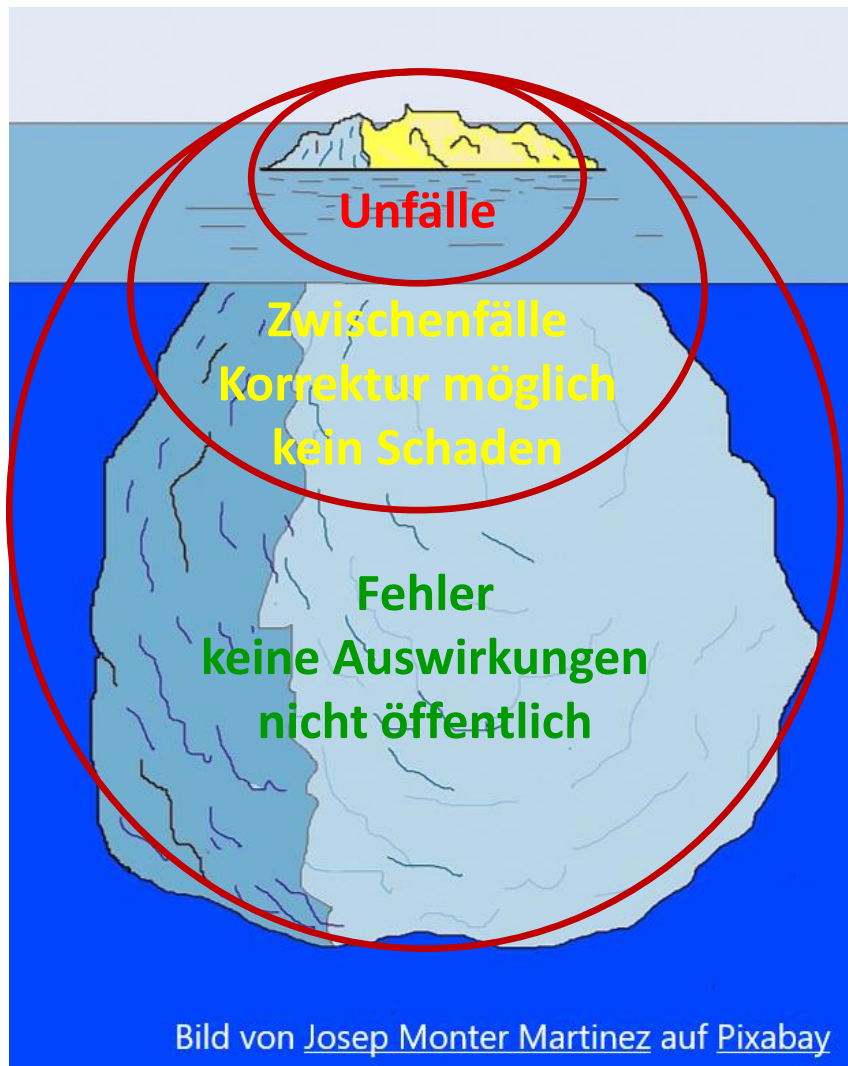 Unfälle
Zwischenfälle
Korrektur möglich
kein Schaden
Fehler
keine Auswirkungen
nicht öffentlich
Bild von Josep Monter Martinez auf Pixabay